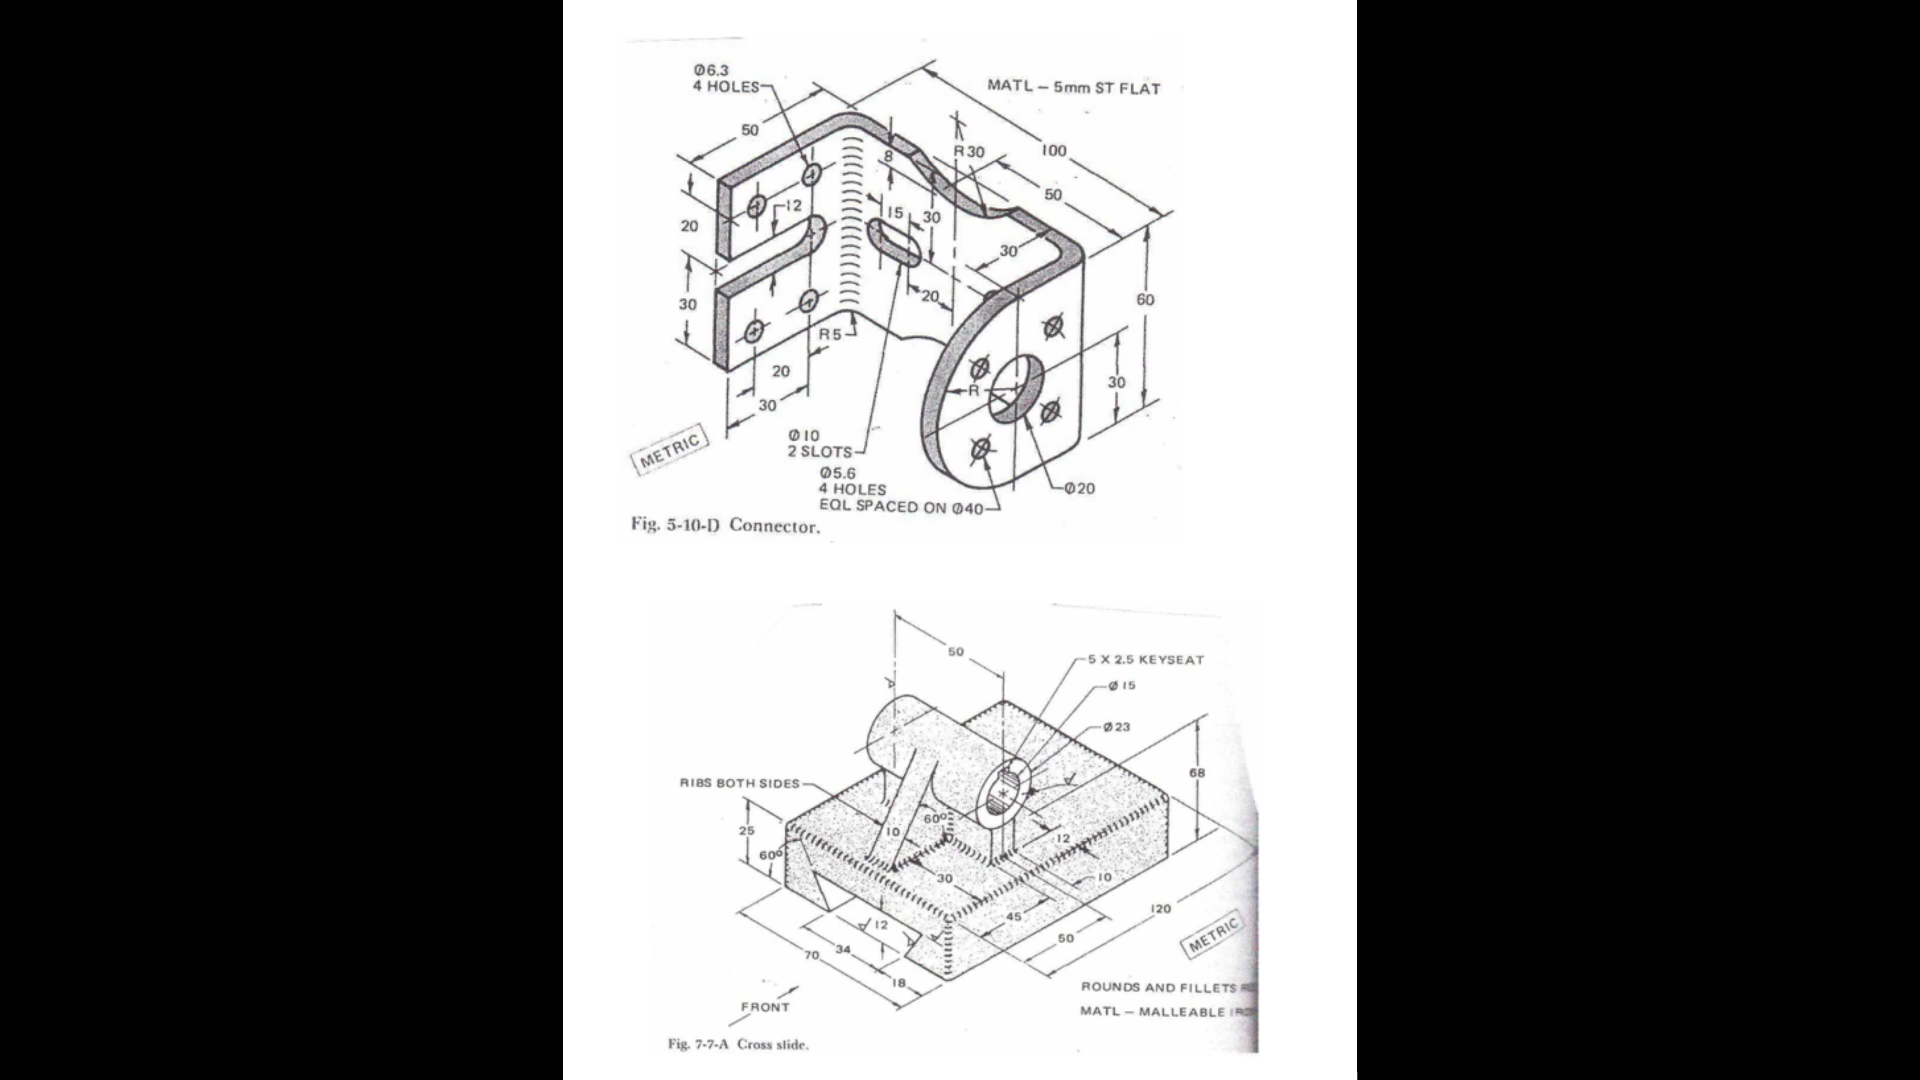 Ø6.3
4 HOLES
MATL – 5mm ST FLAT
50
8
R30
100
50
15
30
12
20
30
30
20
60
R5
20
30
R
30
METRIC
Ø10
2 SLOTS
Ø5.6
4 HOLES
EQL SPACED ON Ø40
Ø20
Fig. 5-10-D Connector.
50
5 X 2.5 KEYSEAT
Ø15
Ø23
68
RIBS BOTH SIDES
25
60°
10
60°
12
30
10
45
120
12
50
34
70
18
METRIC
FRONT
ROUNDS AND FILLETS
MATL – MALLEABLE
Fig. 7-7-A Cross slide.